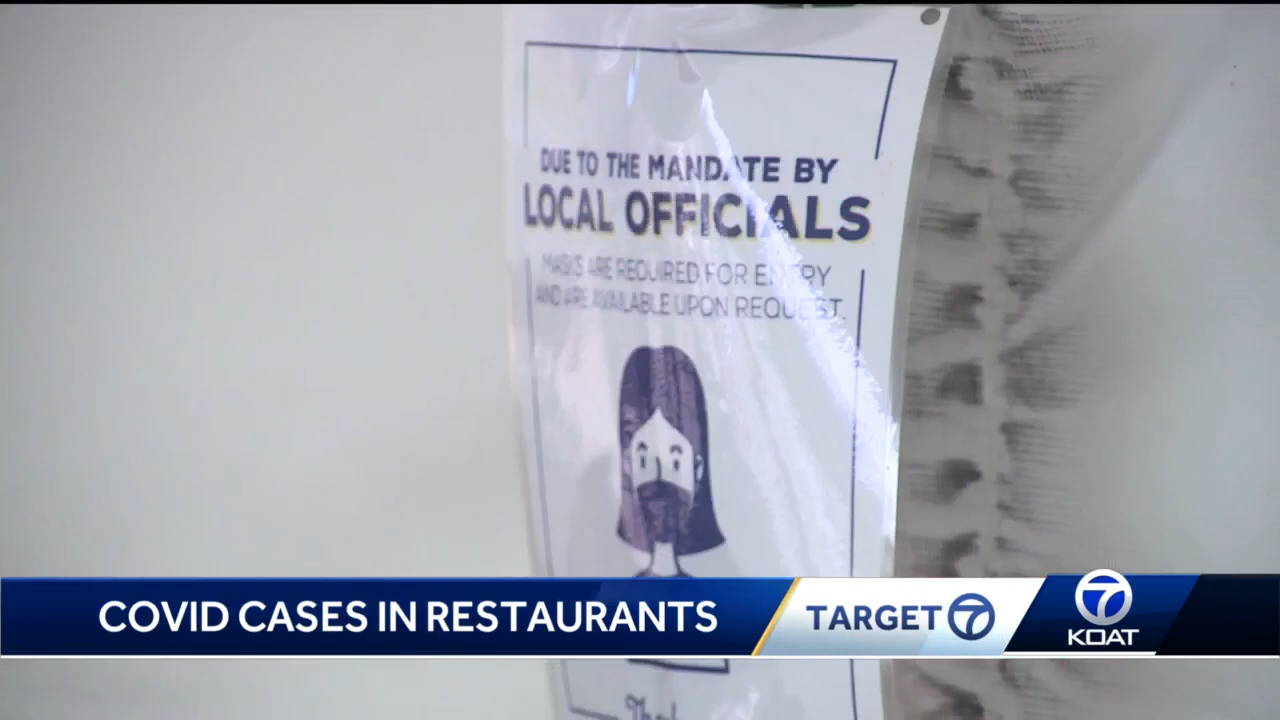 DUE TO THE MANDATE BY
LOCAL OFFICIALS
MASKS ARE REQUIRED FOR ENTRY
AND ARE AVAILABLE UPON REQUEST.
COVID CASES IN RESTAURANTS
TARGET 7
7
KOAT